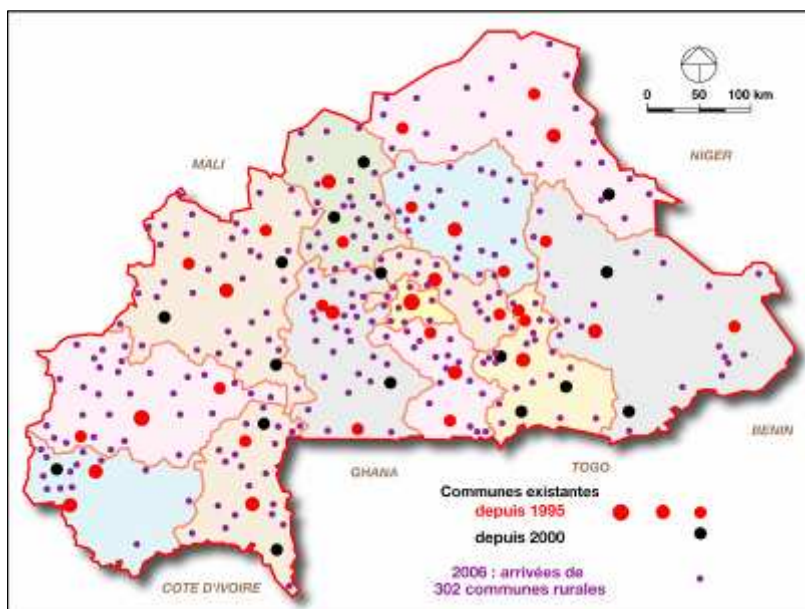 0 50 100 km
MALI
NIGER
BENIN
GHANA
TOGO
COTE D'IVOIRE
Communes existantes
depuis 1995
depuis 2000
2006 : arrivées de
302 communes rurales